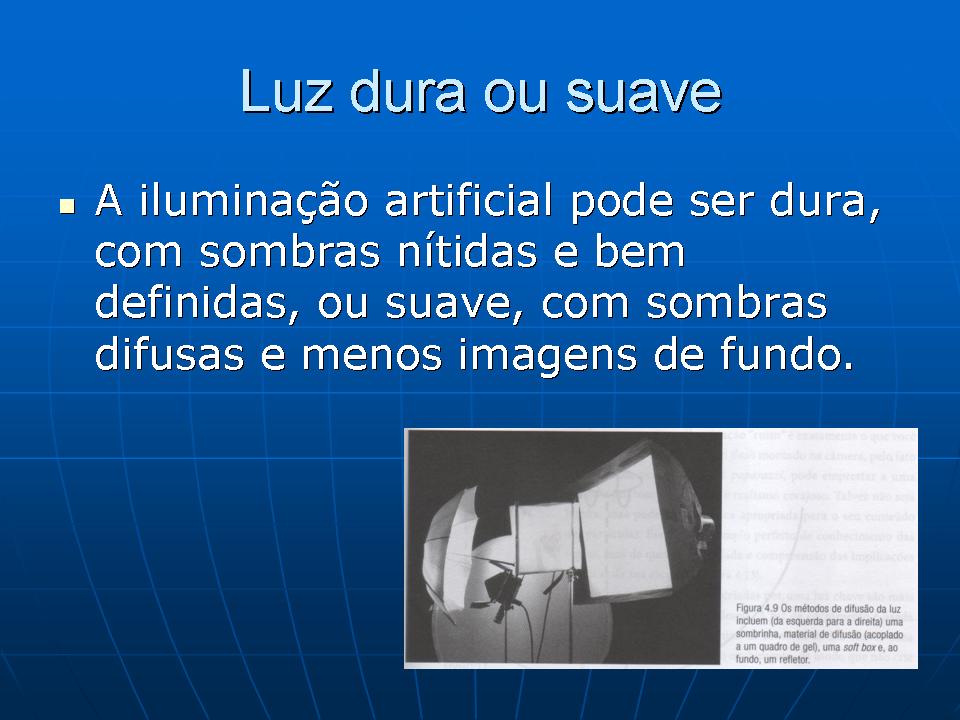 Luz dura ou suave
A iluminação artificial pode ser dura,
com sombras nítidas e bem
definidas, ou suave, com sombras
difusas e menos imagens de fundo.
Figura 4.9 Os métodos de difusão da luz
incluem (da esquerda para a direita) uma
sombrinha, material de difusão (acoplado
a um quadro de gel), uma soft box e, ao
fundo, um refletor.